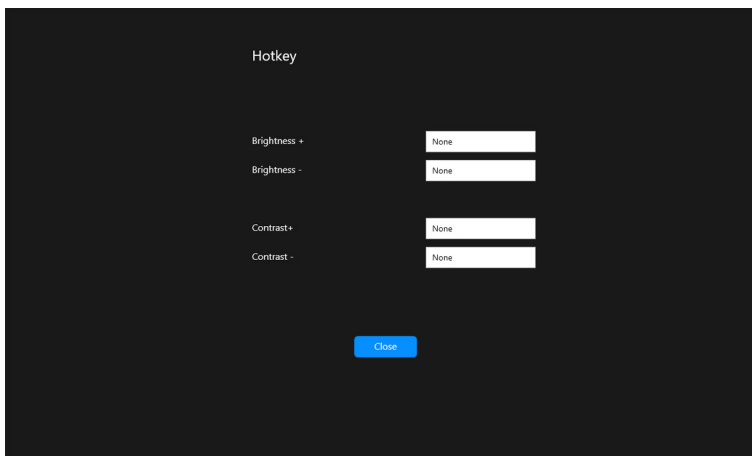 Hotkey
Brightness + None
Brightness - None
Contrast+ None
Contrast - None
Close